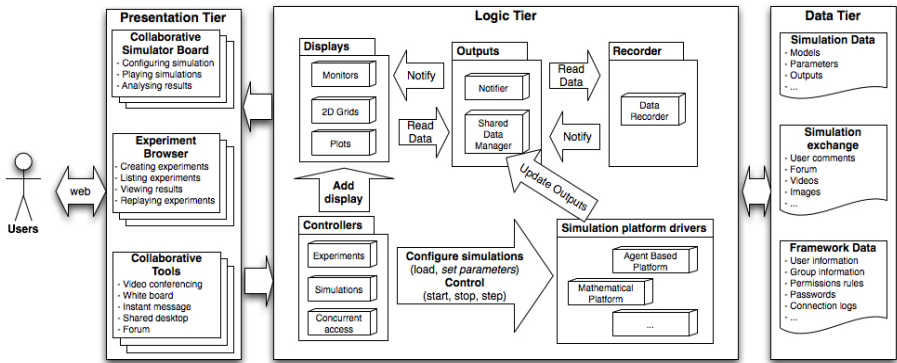 Presentation Tier
Collaborative
Simulator Board
- Configuring simulation
- Playing simulations
- Analysing results
Experiment
Browser
- Creating experiments
- Listing experiments
- Viewing results
- Replaying experiments
Collaborative
Tools
- Video conferencing
- White board
- Instant message
- Shared desktop
- Forum
Users
web
Logic Tier
Displays
Monitors
2D Grids
Plots
Notify
Read
Data
Outputs
Notifier
Shared
Data
Manager
Read
Data
Notify
Recorder
Data
Recorder
Add
display
Update Outputs
Controllers
Experiments
Simulations
Concurrent
access
Configure simulations
(load, set parameters)
Control
(start, stop, step)
Simulation platform drivers
Agent Based
Platform
Mathematical
Platform
...
Data Tier
Simulation Data
- Models
- Parameters
- Outputs
- ...
Simulation
exchange
- User comments
- Forum
- Videos
- Images
- ...
Framework Data
- User information
- Group information
- Permissions rules
- Passwords
- Connection logs
- ...